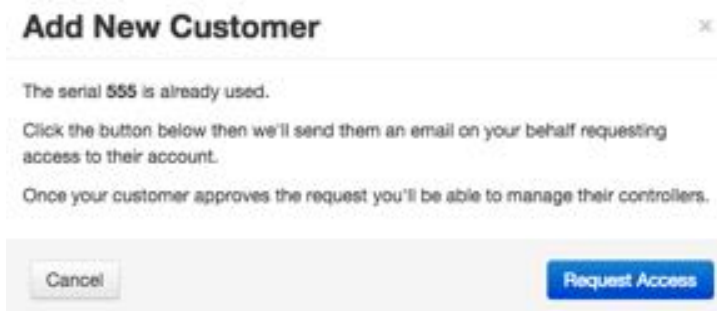 Add New Customer
×
The serial 555 is already used.
Click the button below then we'll send them an email on your behalf requesting
access to their account.
Once your customer approves the request you'll be able to manage their controllers.
Cancel
Request Access